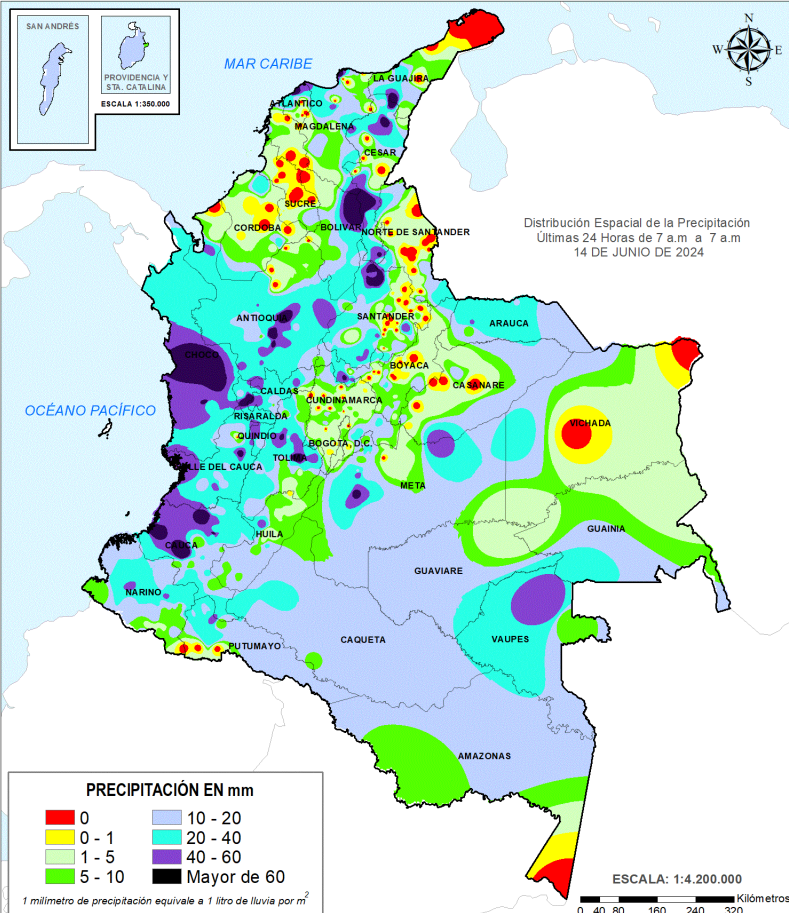 SAN ANDRÉS
PROVIDENCIA Y
STA. CATALINA
ESCALA 1:350.000
MAR CARIBE
N
W
E
S
LA GUAJIRA
ATLANTICO
MAGDALENA
CESAR
SUCRE
CORDOBA
BOLIVAR
NORTE DE SANTANDER
Distribución Espacial de la Precipitación
Últimas 24 Horas de 7 a.m a 7 a.m
14 DE JUNIO DE 2024
ANTIOQUIA
SANTANDER
ARAUCA
CHOCO
BOYACA
CASANARE
CALDAS
CUNDINAMARCA
OCÉANO PACÍFICO
RISARALDA
VICHADA
QUINDIO
BOGOTA, D.C.
TOLIMA
VALLE DEL CAUCA
META
GUAINIA
HUILA
CAUCA
GUAVIARE
NARIÑO
VAUPES
CAQUETA
PUTUMAYO
AMAZONAS
PRECIPITACIÓN EN mm
0
0 - 1
1 - 5
5 - 10
10 - 20
20 - 40
40 - 60
Mayor de 60
1 milímetro de precipitación equivale a 1 litro de lluvia por m2
ESCALA: 1:4.200.000
Kilómetros
0 40 80 160 240 320